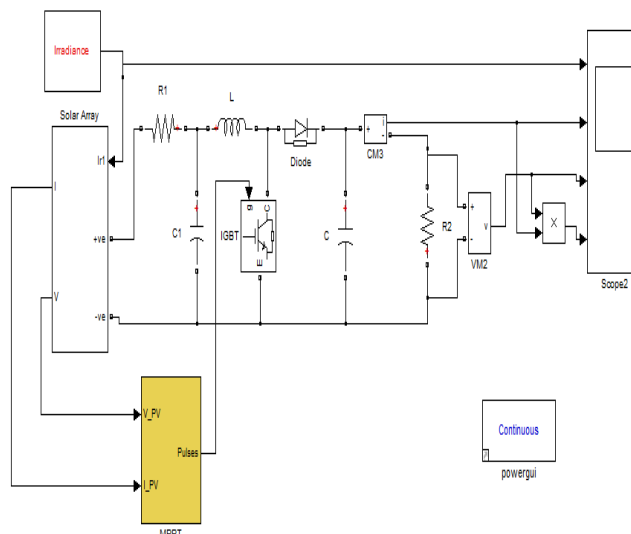 Irradiance
Solar Array
Ir1
I
+ve
V
-ve
R1
L
Diode
C1
IGBT
g
C
E
C
+
i
-
CM3
R2
+
-
v
VM2
X
Scope2
V_PV
Pulses
I_PV
MPPT
Continuous
powergui